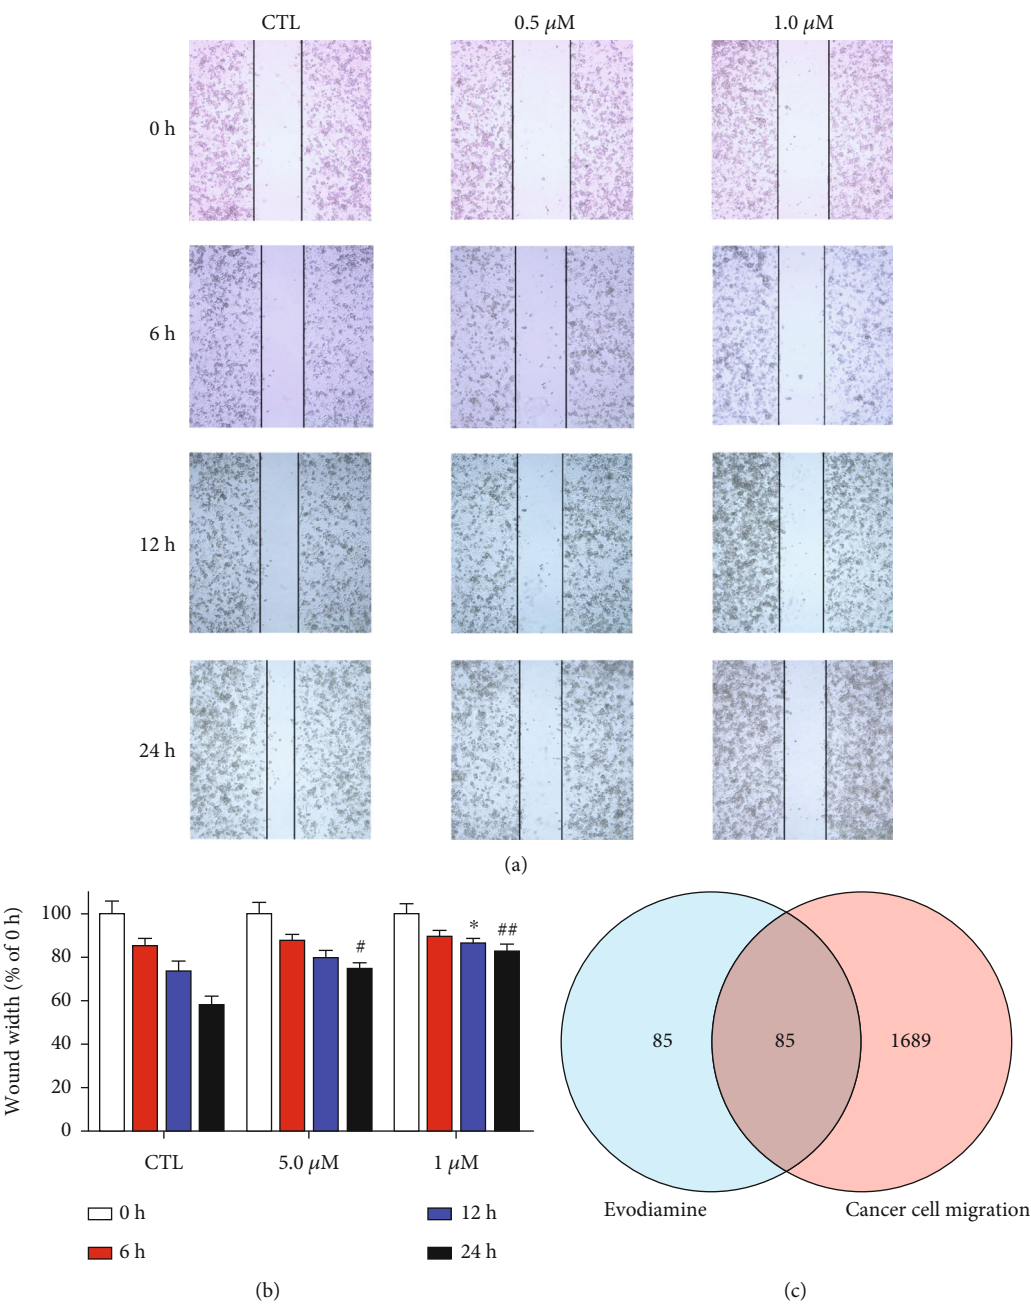 CTL 0.5 μM 1.0 μM
0 h
6 h
12 h
24 h
(a)
Wound width (% of 0 h)
100
80
60
40
20
0
#
*
##
CTL 5.0 μM 1 μM
0 h 12 h
6 h 24 h
(b)
85 85 1689
Evodiamine Cancer cell migration
(c)